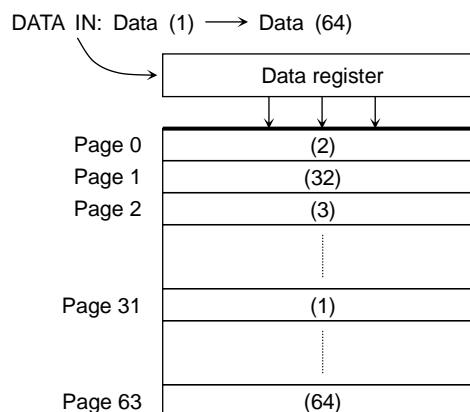 DATA IN: Data (1) Data (64)
Data register
Page 0 (2)
Page 1 (32)
Page 2 (3)
Page 31 (1)
Page 63 (64)